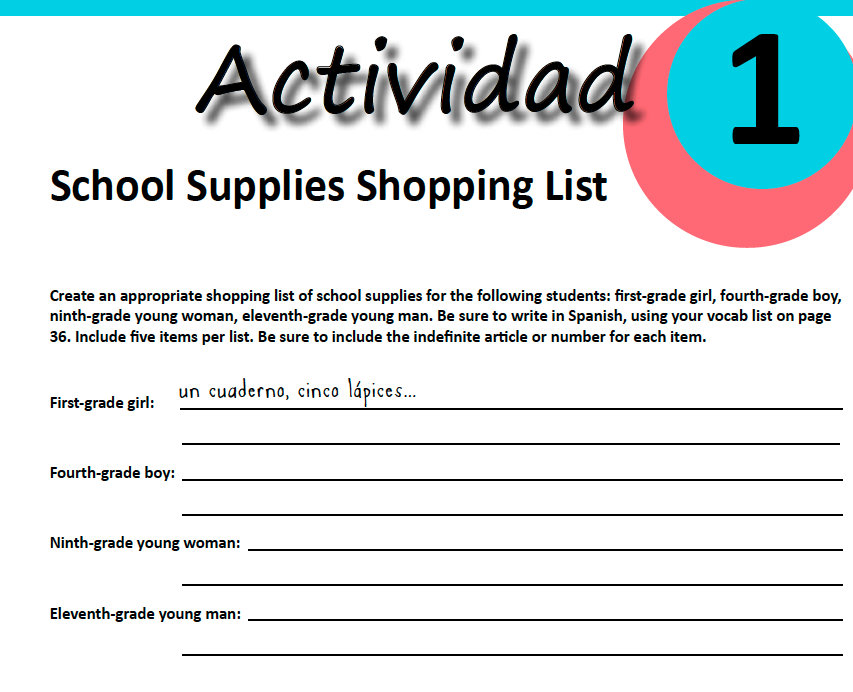 Actividad
1
School Supplies Shopping List
Create an appropriate shopping list of school supplies for the following students: first-grade girl, fourth-grade boy,
ninth-grade young woman, eleventh-grade young man. Be sure to write in Spanish, using your vocab list on page
36. Include five items per list. Be sure to include the indefinite article or number for each item.
First-grade girl: un cuaderno, cinco lápices...
Fourth-grade boy:
Ninth-grade young woman:
Eleventh-grade young man: